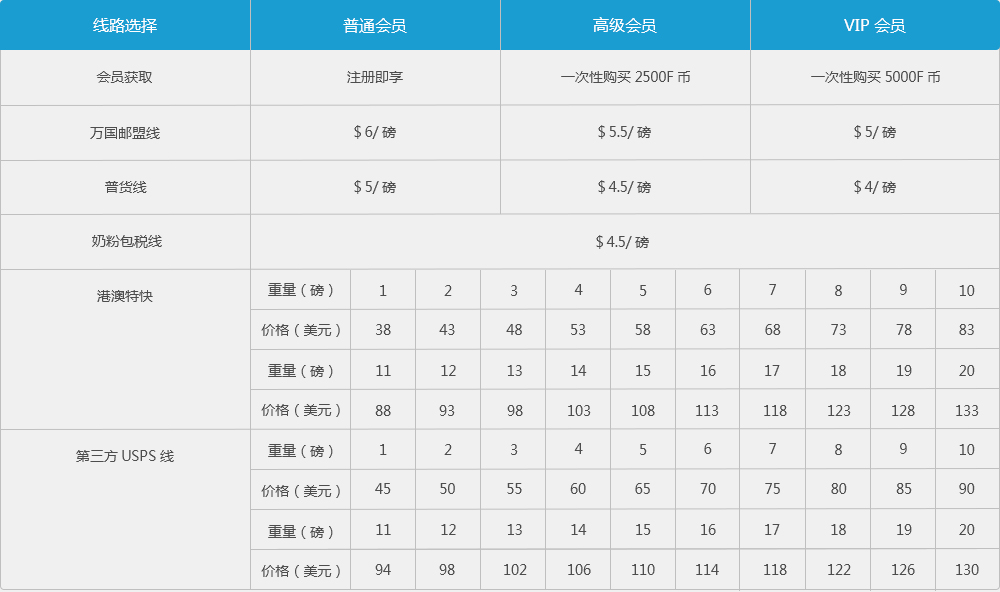 线路选择 普通会员 高级会员 VIP 会员
会员获取 注册即享 一次性购买 2500F 币 一次性购买 5000F 币
万国邮盟线 $ 6/ 磅 $ 5.5/ 磅 $ 5/ 磅
普货线 $ 5/ 磅 $ 4.5/ 磅 $ 4/ 磅
奶粉包税线 $ 4.5/ 磅
港澳特快 重量（磅） 1 2 3 4 5 6 7 8 9 10
价格（美元） 38 43 48 53 58 63 68 73 78 83
重量（磅） 11 12 13 14 15 16 17 18 19 20
价格（美元） 88 93 98 103 108 113 118 123 128 133
第三方 USPS 线 重量（磅） 1 2 3 4 5 6 7 8 9 10
价格（美元） 45 50 55 60 65 70 75 80 85 90
重量（磅） 11 12 13 14 15 16 17 18 19 20
价格（美元） 94 98 102 106 110 114 118 122 126 130